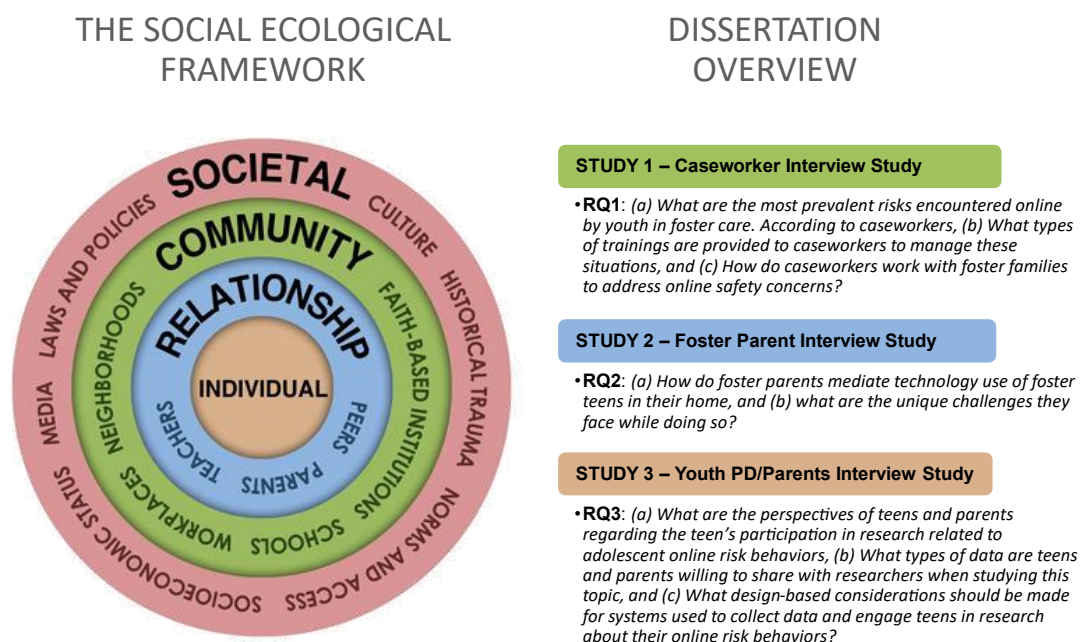 THE SOCIAL ECOLOGICAL
FRAMEWORK
SOCIETAL
LAWS AND POLICIES
CULTURE
HISTORICAL TRAUMA
NORMS AND ACCESS
SOCIOECONOMIC STATUS
MEDIA
COMMUNITY
NEIGHBORHOODS
FAITH-BASED INSTITUTIONS
SCHOOLS
WORKPLACES
RELATIONSHIP
PEERS
PARENTS
TEACHERS
INDIVIDUAL
DISSERTATION
OVERVIEW
STUDY 1 – Caseworker Interview Study
•RQ1: (a) What are the most prevalent risks encountered online
by youth in foster care. According to caseworkers, (b) What types
of trainings are provided to caseworkers to manage these
situations, and (c) How do caseworkers work with foster families
to address online safety concerns?
STUDY 2 – Foster Parent Interview Study
•RQ2: (a) How do foster parents mediate technology use of foster
teens in their home, and (b) what are the unique challenges they
face while doing so?
STUDY 3 – Youth PD/Parents Interview Study
•RQ3: (a) What are the perspectives of teens and parents
regarding the teen's participation in research related to
adolescent online risk behaviors, (b) What types of data are teens
and parents willing to share with researchers when studying this
topic, and (c) What design-based considerations should be made
for systems used to collect data and engage teens in research
about their online risk behaviors?